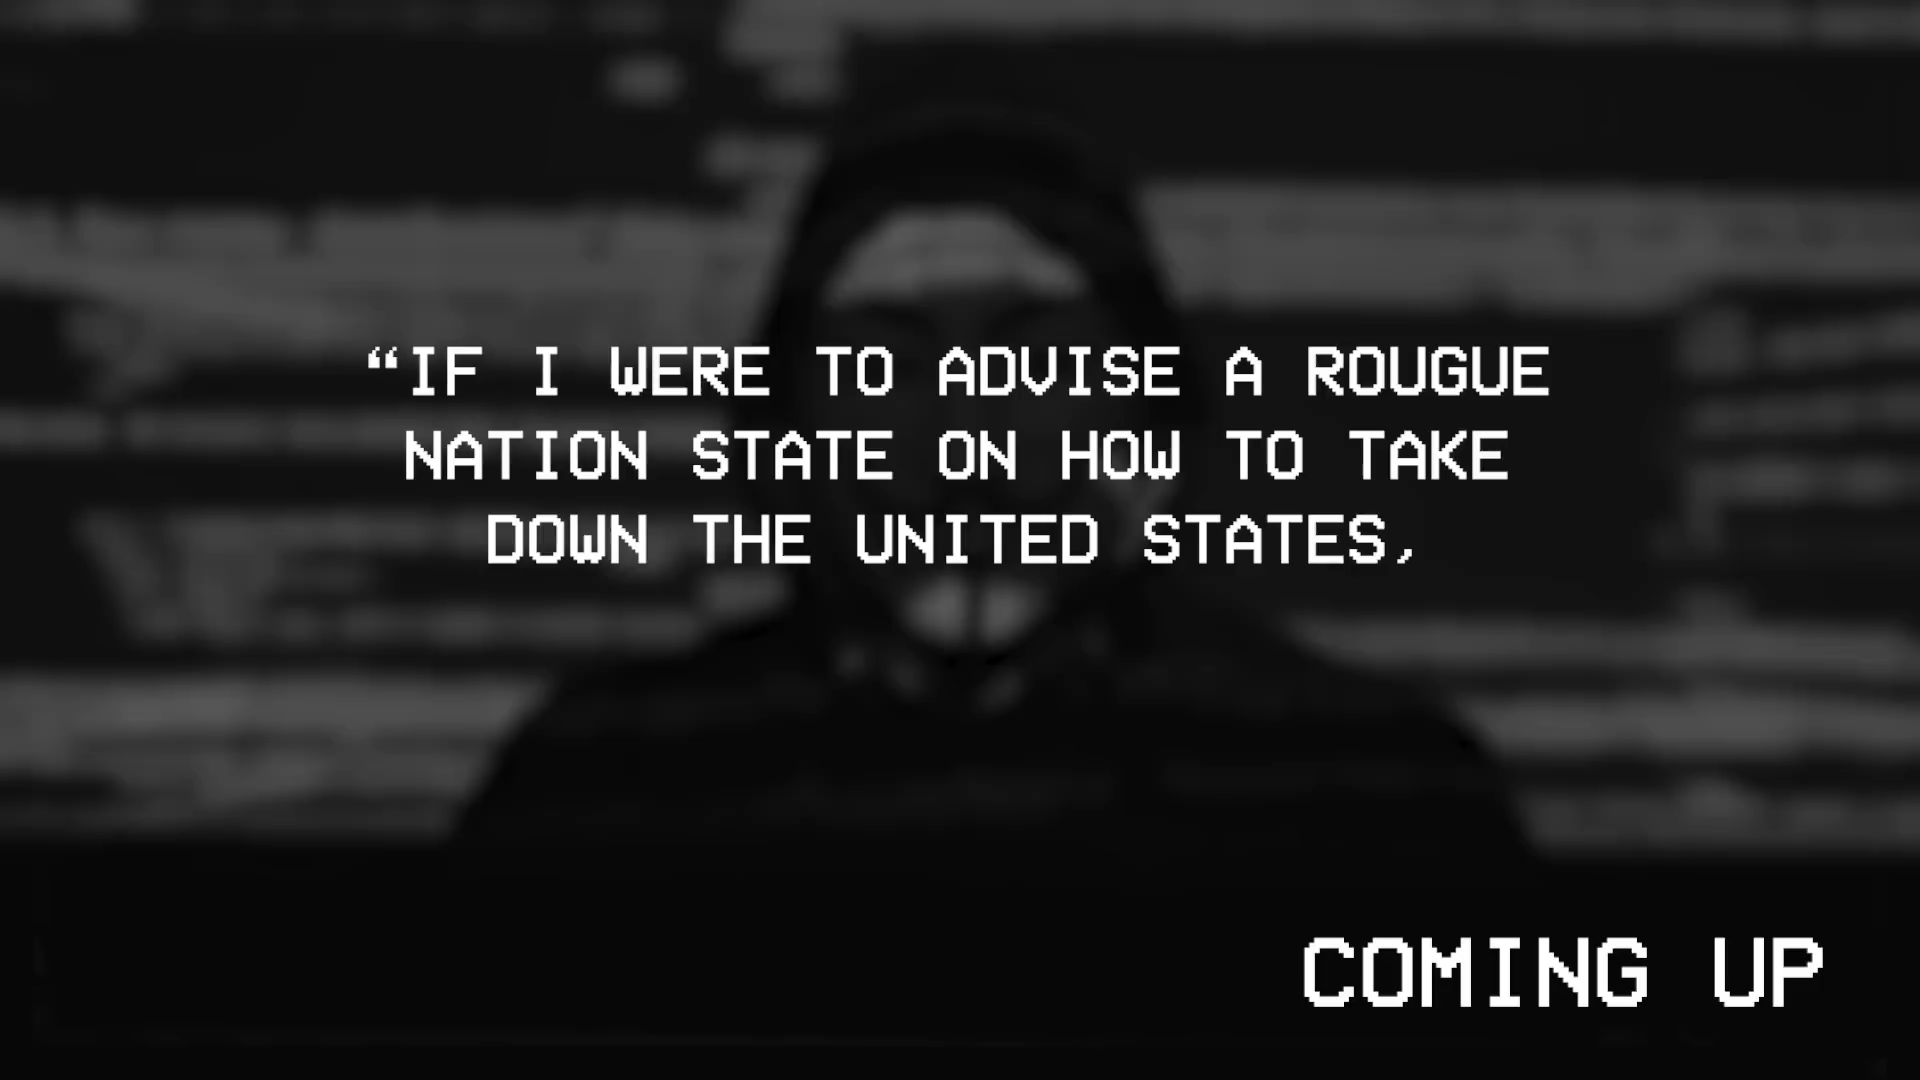 “IF I WERE TO ADVISE A ROUGUE
NATION STATE ON HOW TO TAKE
DOWN THE UNITED STATES,
COMING UP